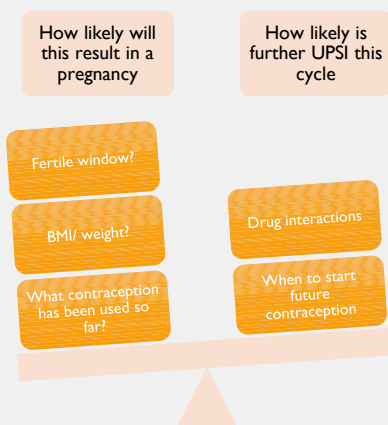 How likely will
this result in a
pregnancy
How likely is
further UPSI this
cycle
Fertile window?
BMI/ weight?
What contraception
has been used so
far?
Drug interactions
When to start
future
contraception